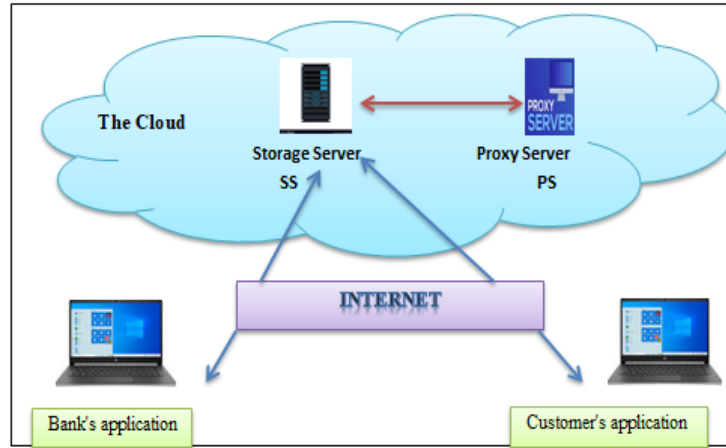 The Cloud
PROXY
SERVER
Storage Server
SS
Proxy Server
PS
INTERNET
Bank's application
Customer's application